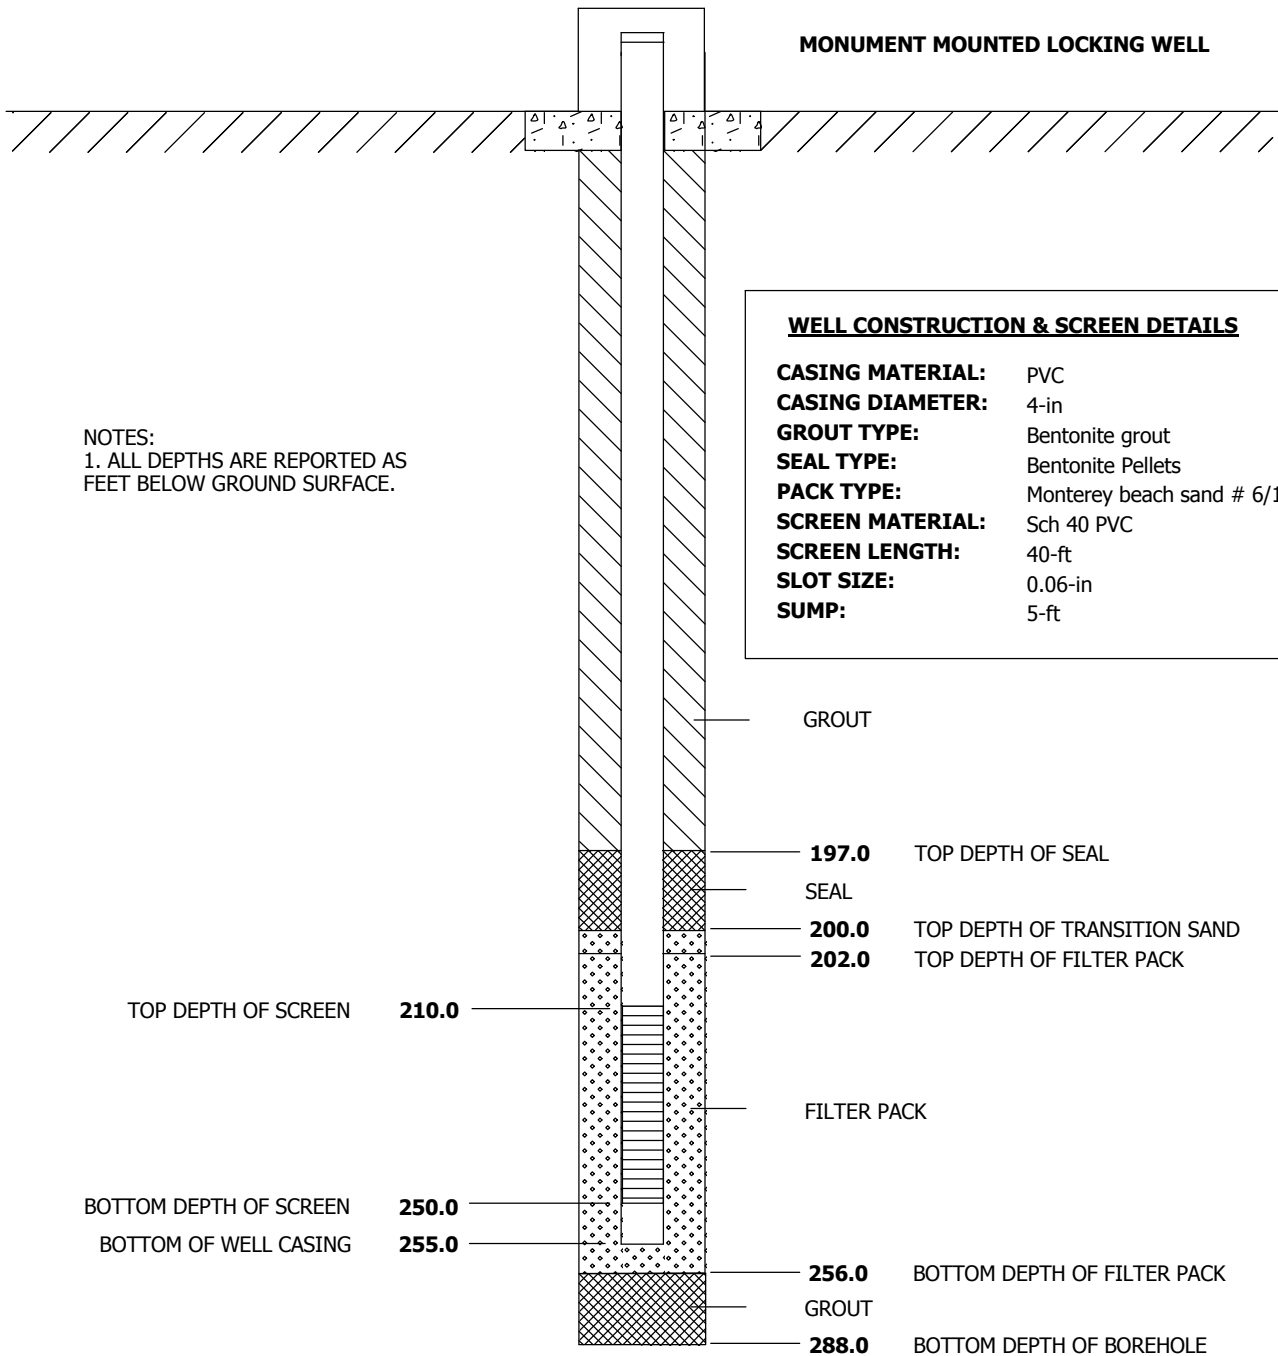 MONUMENT MOUNTED LOCKING WELL
WELL CONSTRUCTION & SCREEN DETAILS
CASING MATERIAL: PVC
CASING DIAMETER: 4-in
GROUT TYPE: Bentonite grout
SEAL TYPE: Bentonite Pellets
PACK TYPE: Monterey beach sand # 6/1
SCREEN MATERIAL: Sch 40 PVC
SCREEN LENGTH: 40-ft
SLOT SIZE: 0.06-in
SUMP: 5-ft
NOTES:
1. ALL DEPTHS ARE REPORTED AS
FEET BELOW GROUND SURFACE.
GROUT
197.0 TOP DEPTH OF SEAL
SEAL
200.0 TOP DEPTH OF TRANSITION SAND
202.0 TOP DEPTH OF FILTER PACK
TOP DEPTH OF SCREEN 210.0
FILTER PACK
BOTTOM DEPTH OF SCREEN 250.0
BOTTOM OF WELL CASING 255.0
256.0 BOTTOM DEPTH OF FILTER PACK
GROUT
288.0 BOTTOM DEPTH OF BOREHOLE